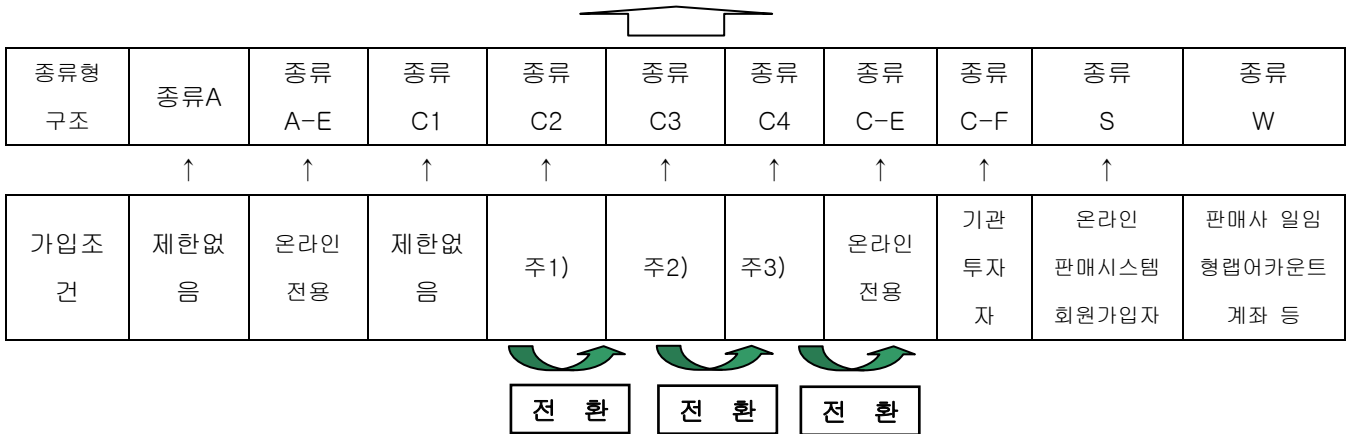 종류형 구조 종류A 종류 A-E 종류 C1 종류 C2 종류 C3 종류 C4 종류 C-E 종류 C-F 종류 S 종류 W
↑ ↑ ↑ ↑ ↑ ↑ ↑ ↑ ↑
가입조건 제한없음 온라인 전용 제한없음 주1) 주2) 주3) 온라인 전용 기관 투자자 온라인 판매시스템 회원가입자 판매사 일임형랩어카운트 계좌 등
전 환 전 환 전 환